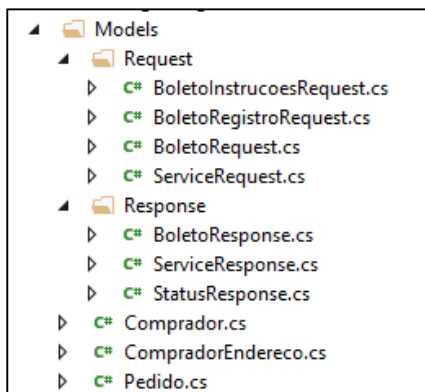 Models
Request
C# BoletoInstrucoesRequest.cs
C# BoletoRegistroRequest.cs
C# BoletoRequest.cs
C# ServiceRequest.cs
Response
C# BoletoResponse.cs
C# ServiceResponse.cs
C# StatusResponse.cs
C# Comprador.cs
C# CompradorEndereco.cs
C# Pedido.cs